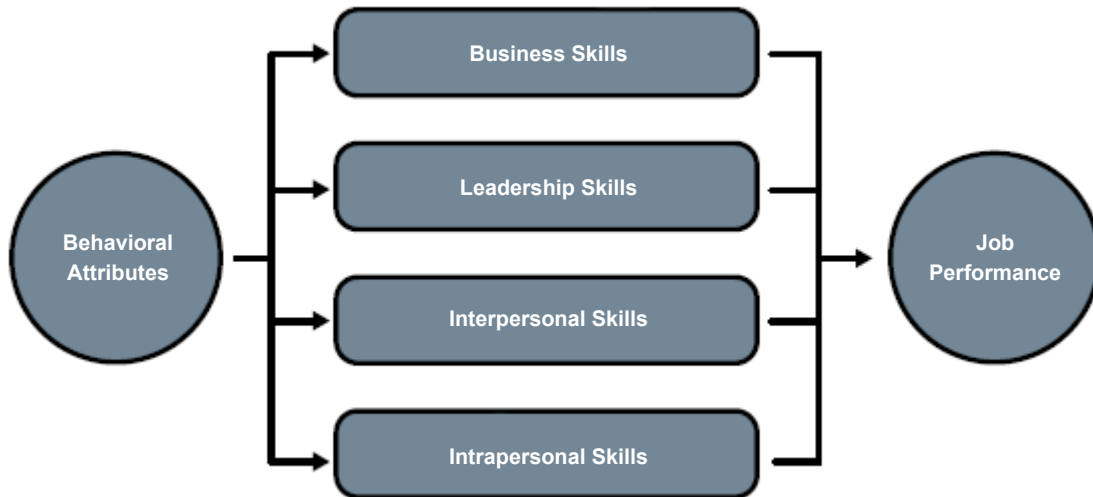 Business Skills
Leadership Skills
Behavioral
Attributes
Job
Performance
Interpersonal Skills
Intrapersonal Skills